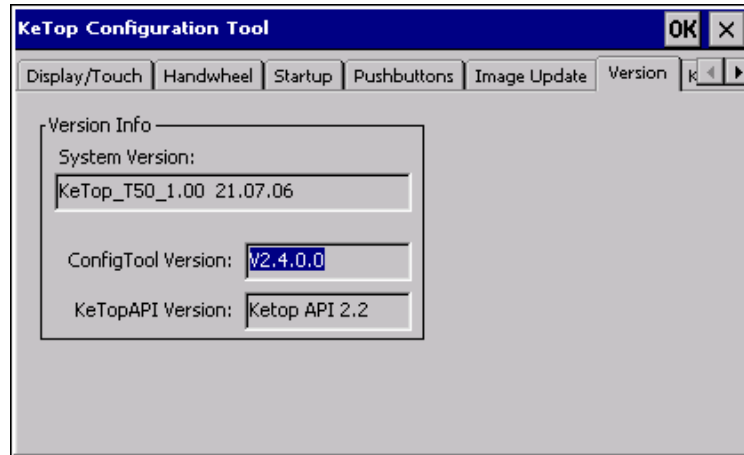 KeTop Configuration Tool OK
Display/Touch Handwheel Startup Pushbuttons Image Update Version
Version Info
System Version:
KeTop_T50_1.00 21.07.06
ConfigTool Version: V2.4.0.0
KeTopAPI Version: Ketop API 2.2